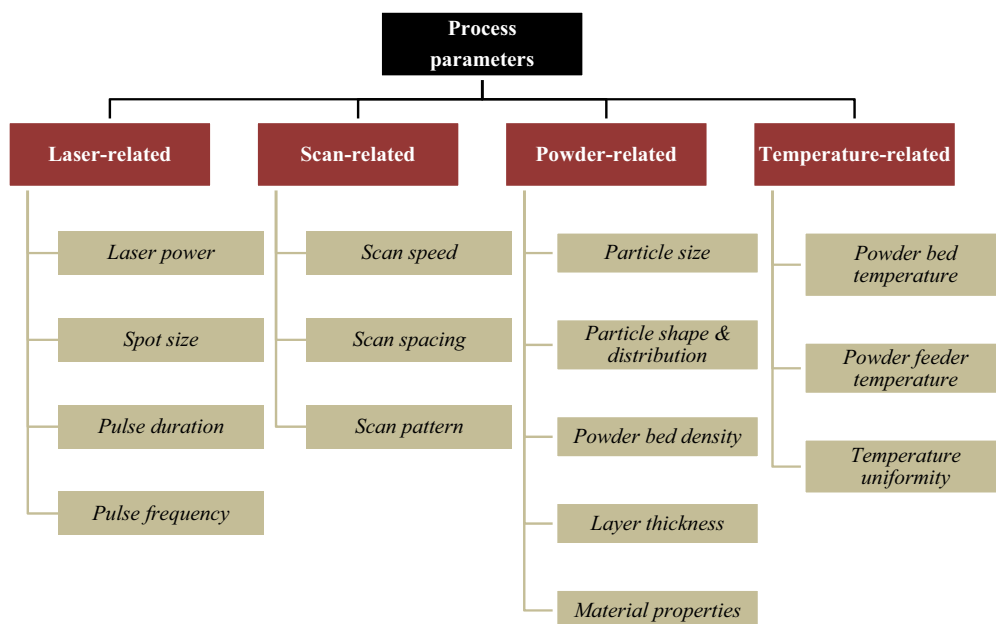 Process
parameters
Laser-related
Scan-related
Powder-related
Temperature-related
Laser power
Spot size
Pulse duration
Pulse frequency
Scan speed
Scan spacing
Scan pattern
Particle size
Particle shape &
distribution
Powder bed density
Layer thickness
Material properties
Powder bed
temperature
Powder feeder
temperature
Temperature
uniformity